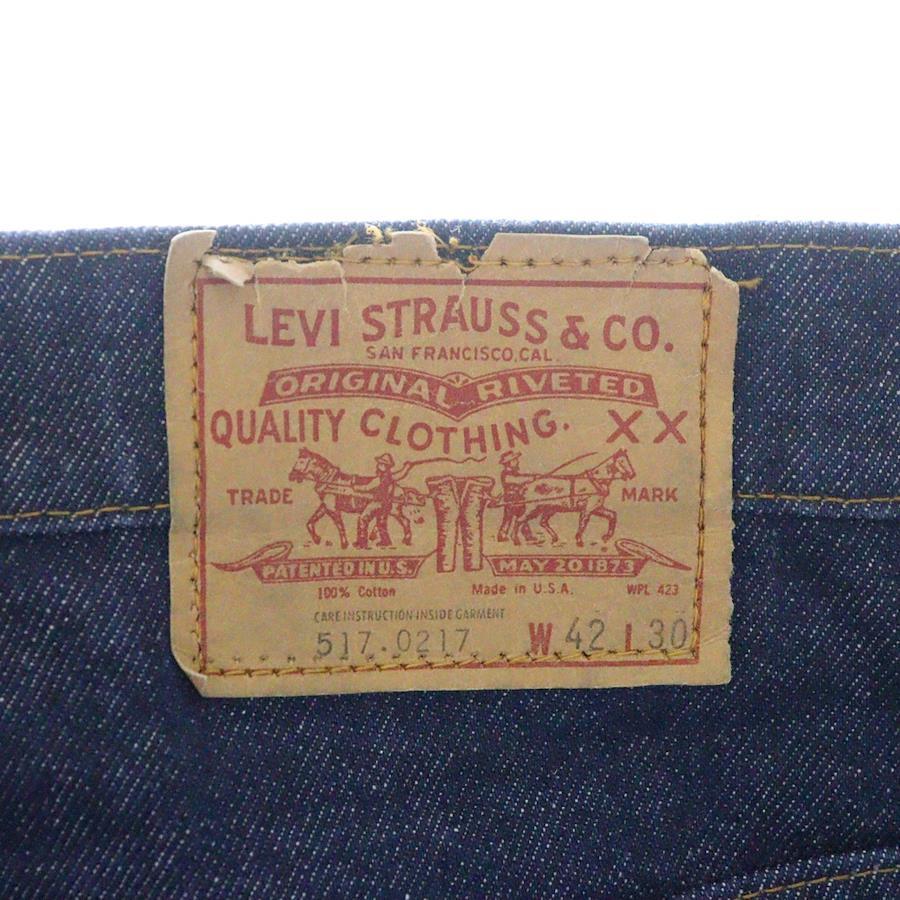 LEVI STRAUSS & CO.
SAN FRANCISCO, CAL.
ORIGINAL RIVETED
QUALITY CLOTHING. XX
TRADE MARK
PATENTED IN U.S. MAY 20 1873
100% Cotton Made in U.S.A. WPL 423
CARE INSTRUCTION INSIDE GARMENT
517.0217 W 42 L 30